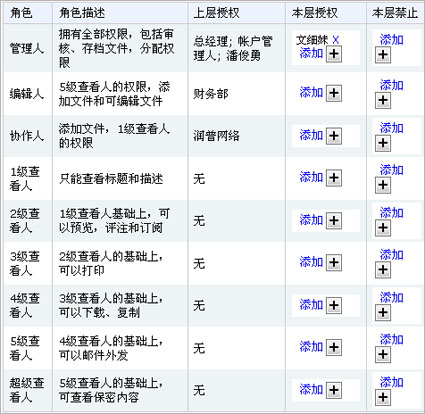 角色 角色描述 上层授权 本层授权 本层禁止
管理人 拥有全部权限，包括审核、存档文件，分配权限 总经理; 帐户管理人; 潘俊勇 文细妹 X 添加 添加
编辑人 5级查看人的权限，添加文件和可编辑文件 财务部 添加 添加
协作人 添加文件，1级查看人的权限 润普网络 添加 添加
1级查看人 只能查看标题和描述 无 添加 添加
2级查看人 1级查看人基础上，可以预览，评注和订阅 无 添加 添加
3级查看人 2级查看人的基础上，可以打印 无 添加 添加
4级查看人 3级查看人的基础上，可以下载、复制 无 添加 添加
5级查看人 4级查看人的基础上，可以邮件外发 无 添加 添加
超级查看人 5级查看人的基础上，可查看保密内容 无 添加 添加